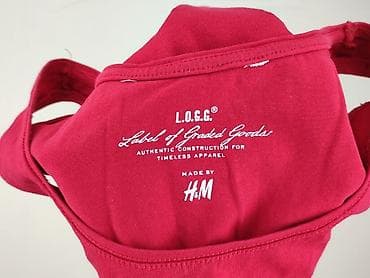 L.O.G.G.®
Label of Graded Goods
AUTHENTIC CONSTRUCTION FOR
TIMELESS APPAREL
MADE BY
H&M